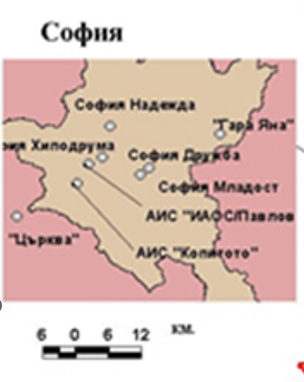 София
София Надежда
"Гара Яна"
рия Хиподрума
София Дружба
София Младост
АИС "ИАОС/Павлов
"Църква"
АИС "Копитото"
6 0 6 12 км.